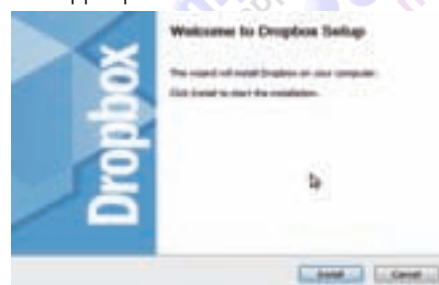 Dropbox
Welcome to Dropbox Setup
The wizard will install Dropbox on your computer.
Click Install to start the installation.
Install Cancel